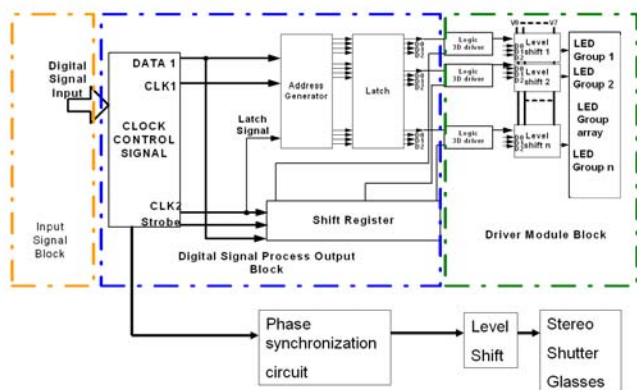 Digital
Signal
Input
Input
Signal
Block
DATA 1
CLK1
CLOCK
CONTROL
SIGNAL
CLK2
Strobe
Latch
Signal
Address
Generator
Latch
Shift Register
Digital Signal Process Output
Block
Logic
3D driver
Logic
3D driver
Logic
3D driver
V0
V7
Level
shift 1
Level
shift 2
Level
shift n
LED
Group 1
LED
Group 2
LED
Group
array
LED
Group n
Driver Module Block
Phase
synchronization
circuit
Level
Shift
Stereo
Shutter
Glasses